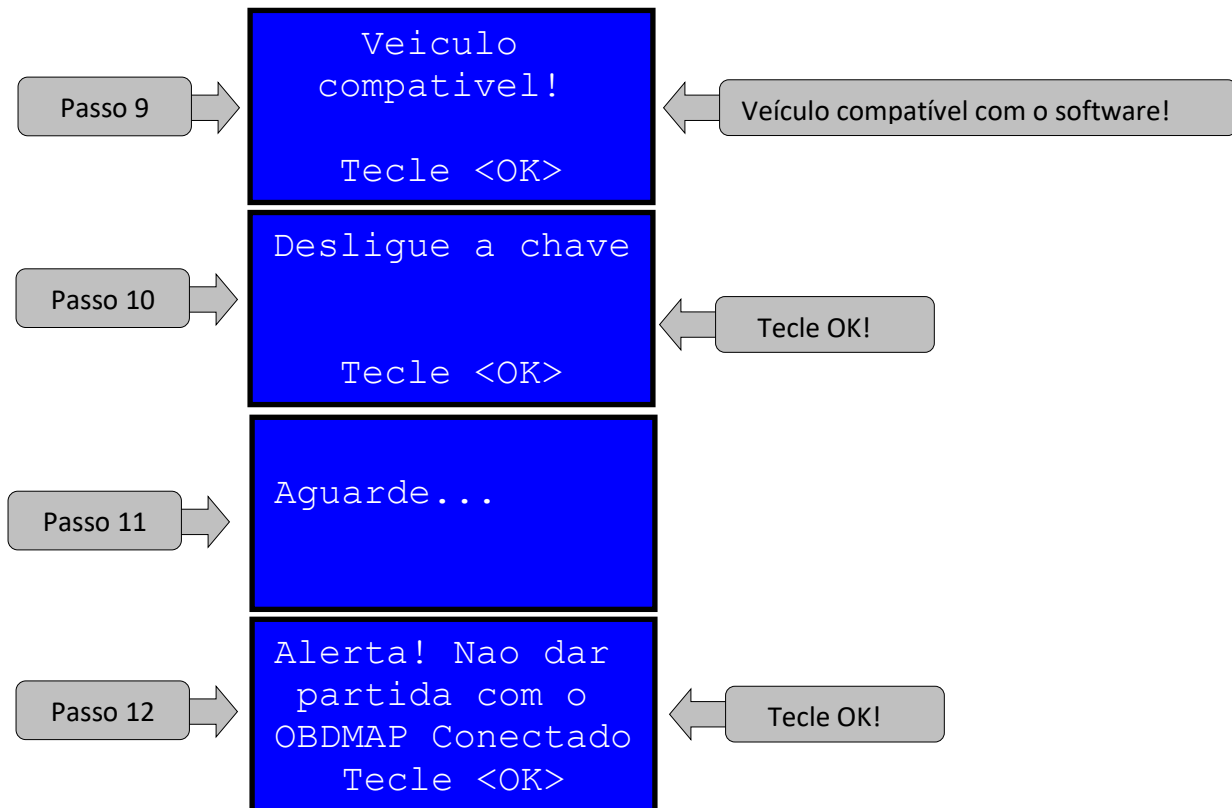 Passo 9
Veiculo
compativel!
Tecle <OK>
Veículo compatível com o software!
Passo 10
Desligue a chave
Tecle <OK>
Tecle OK!
Passo 11
Aguarde...
Passo 12
Alerta! Nao dar
partida com o
OBDMAP Conectado
Tecle <OK>
Tecle OK!